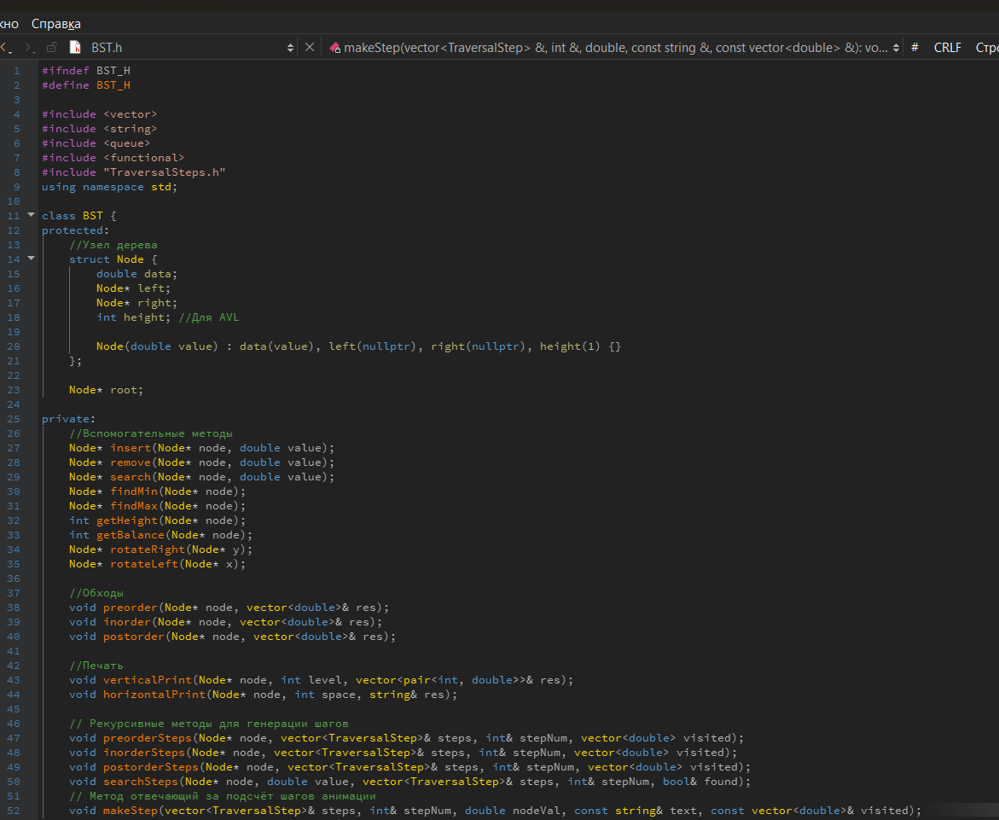 кно Справка
BST.h makeStep(vector<TraversalStep> &, int &, double, const string &, const vector<double> &): vo... # CRLF Стро
1 #ifndef BST_H
2 #define BST_H
3
4 #include <vector>
5 #include <string>
6 #include <queue>
7 #include <functional>
8 #include "TraversalSteps.h"
9 using namespace std;
10
11 class BST {
12 protected:
13 //Узел дерева
14 struct Node {
15 double data;
16 Node* left;
17 Node* right;
18 int height; //Для AVL
19
20 Node(double value) : data(value), left(nullptr), right(nullptr), height(1) {}
21 };
22
23 Node* root;
24
25 private:
26 //Вспомогательные методы
27 Node* insert(Node* node, double value);
28 Node* remove(Node* node, double value);
29 Node* search(Node* node, double value);
30 Node* findMin(Node* node);
31 Node* findMax(Node* node);
32 int getHeight(Node* node);
33 int getBalance(Node* node);
34 Node* rotateRight(Node* y);
35 Node* rotateLeft(Node* x);
36
37 //Обходы
38 void preorder(Node* node, vector<double>& res);
39 void inorder(Node* node, vector<double>& res);
40 void postorder(Node* node, vector<double>& res);
41
42 //Печать
43 void verticalPrint(Node* node, int level, vector<pair<int, double>>& res);
44 void horizontalPrint(Node* node, int space, string& res);
45
46 // Рекурсивные методы для генерации шагов
47 void preorderSteps(Node* node, vector<TraversalStep>& steps, int& stepNum, vector<double> visited);
48 void inorderSteps(Node* node, vector<TraversalStep>& steps, int& stepNum, vector<double> visited);
49 void postorderSteps(Node* node, vector<TraversalStep>& steps, int& stepNum, vector<double> visited);
50 void searchSteps(Node* node, double value, vector<TraversalStep>& steps, int& stepNum, bool& found);
51 // Метод отвечающий за подсчёт шагов анимации
52 void makeStep(vector<TraversalStep>& steps, int& stepNum, double nodeVal, const string& text, const vector<double>& visited);